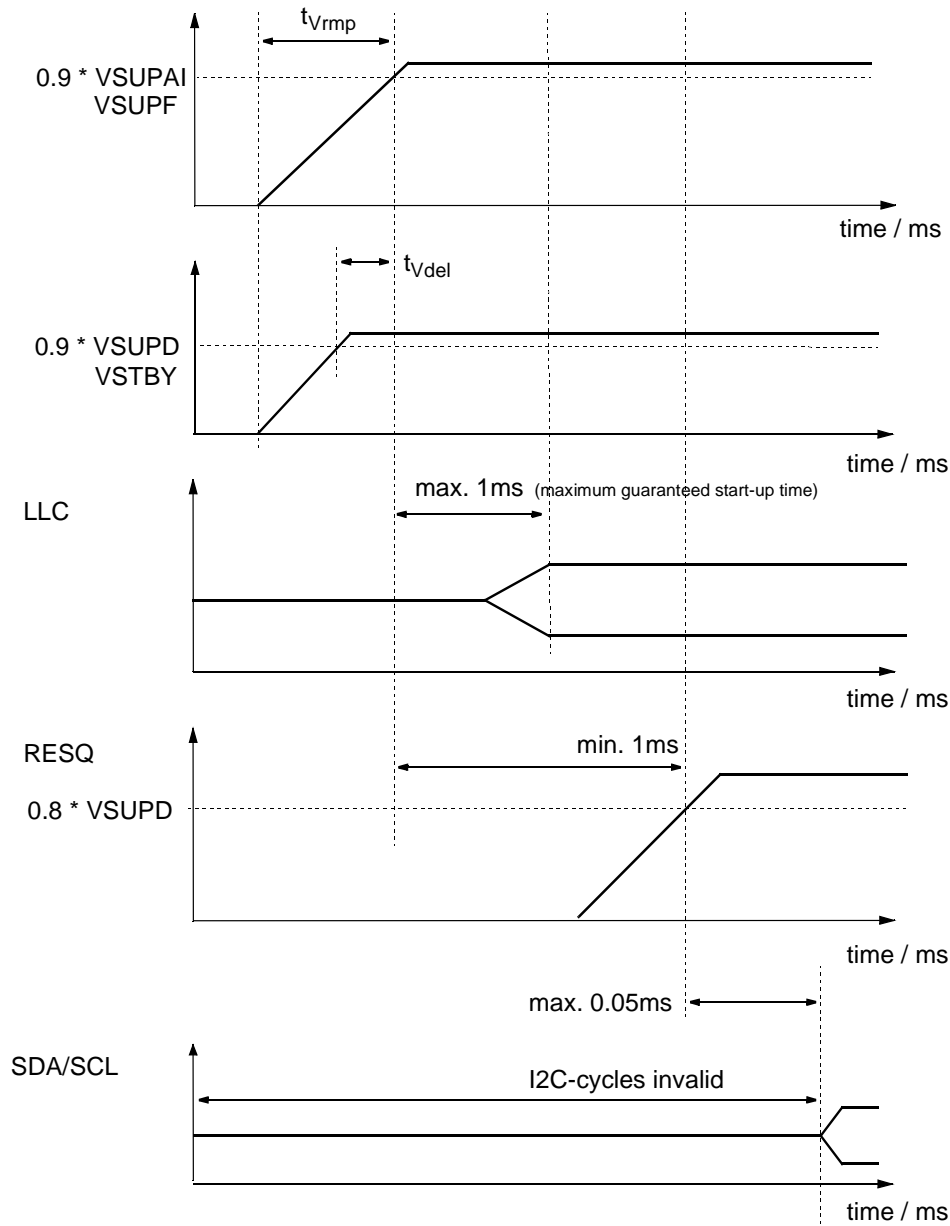 tVrmp
0.9 * VSUPAI
VSUPF
time / ms
tVdel
0.9 * VSUPD
VSTBY
time / ms
max. 1ms (maximum guaranteed start-up time)
LLC
time / ms
RESQ
min. 1ms
0.8 * VSUPD
time / ms
max. 0.05ms
SDA/SCL
I2C-cycles invalid
time / ms